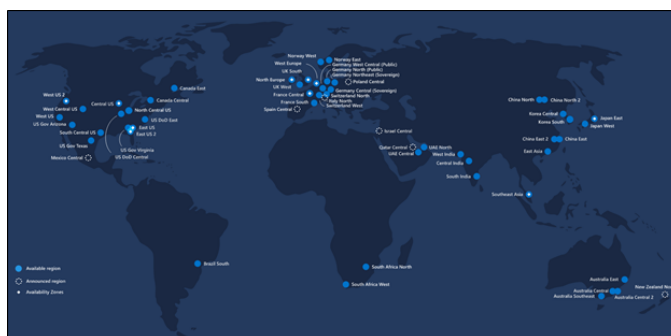 Norway West
Norway East
West Europe
Germany West Central (Public)
UK South
Germany North (Public)
Germany Northeast (Sovereign)
North Europe
Poland Central
UK West
Germany Central (Sovereign)
France Central
Switzerland North
Italy North
France South
Switzerland West
Spain Central
Canada East
West US 2
Canada Central
Central US
West Central US
North Central US
West US
US DoD East
US Gov Arizona
East US
South Central US
East US 2
US Gov Texas
US Gov Virginia
Mexico Central
US DoD Central
China North
China North 2
Korea Central
Japan East
Korea South
Japan West
Israel Central
China East 2
China East
Qatar Central
UAE North
East Asia
UAE Central
West India
Central India
South India
Southeast Asia
Brazil South
Available region
South Africa North
Announced region
Australia East
South Africa West
Availability Zones
Australia Central
New Zealand No
Australia Southeast
Australia Central 2